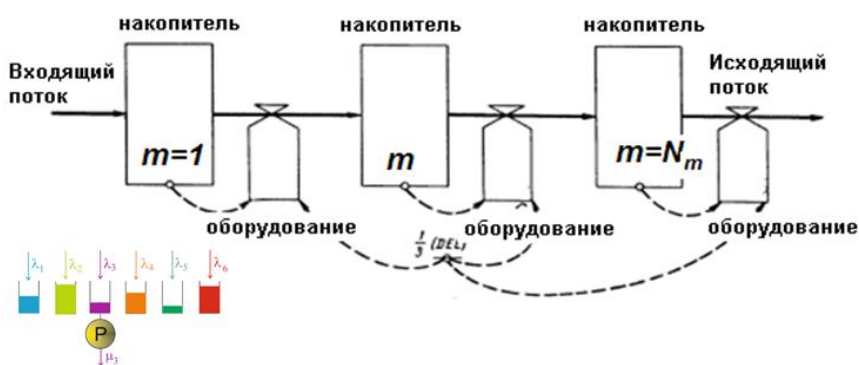 накопитель
накопитель
накопитель
Входящий
поток
Исходящий
поток
m=1
m
m=Nm
оборудование
оборудование
оборудование
1/3 (DEL)
λ1 λ2 λ3 λ4 λ5 λ6
P
μ3